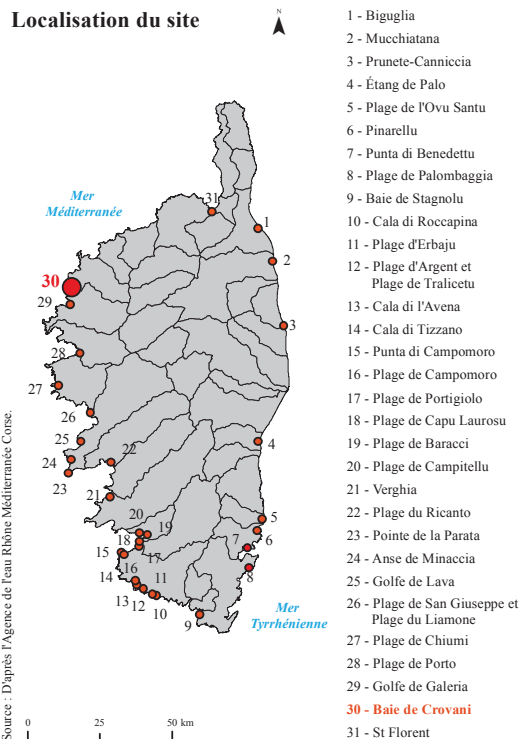 Localisation du site
N
Mer
Méditerranée
Mer
Tyrrhénienne
31
1
2
30
29
3
28
27
26
25
24
23
22
4
21
20
19
18
17
5
6
7
8
15
16
14
13
12
11
10
9
0
25
50 km
Source : D'après l'Agence de l'eau Rhône Méditerranée Corse.
1 - Biguglia
2 - Mucchiatana
3 - Prunete-Canniccia
4 - Étang de Palo
5 - Plage de l'Ovu Santu
6 - Pinarellu
7 - Punta di Benedettu
8 - Plage de Palombaggia
9 - Baie de Stagnolu
10 - Cala di Roccapina
11 - Plage d'Erbaju
12 - Plage d'Argent et
Plage de Tralicetu
13 - Cala di l'Avena
14 - Cala di Tizzano
15 - Punta di Campomoro
16 - Plage de Campomoro
17 - Plage de Portigiolo
18 - Plage de Capu Laurosu
19 - Plage de Baracci
20 - Plage de Campitellu
21 - Verghia
22 - Plage du Ricanto
23 - Pointe de la Parata
24 - Anse de Minaccia
25 - Golfe de Lava
26 - Plage de San Giuseppe et
Plage du Liamone
27 - Plage de Chiumi
28 - Plage de Porto
29 - Golfe de Galeria
30 - Baie de Crovani
31 - St Florent